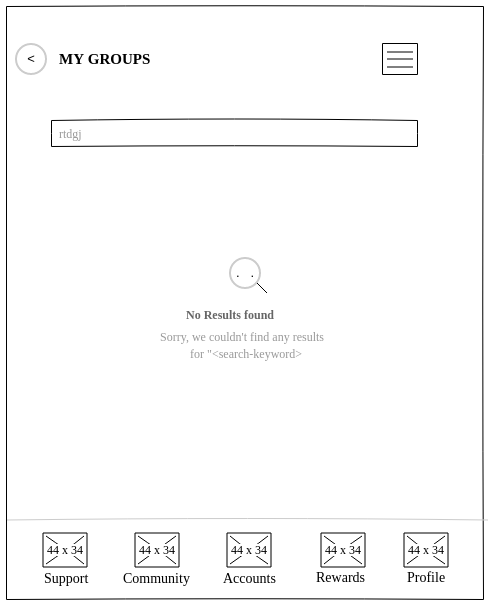 < MY GROUPS
rtdgj
No Results found
Sorry, we couldn't find any results
for "<search-keyword>
44 x 34 44 x 34 44 x 34 44 x 34 44 x 34
Support Community Accounts Rewards Profile